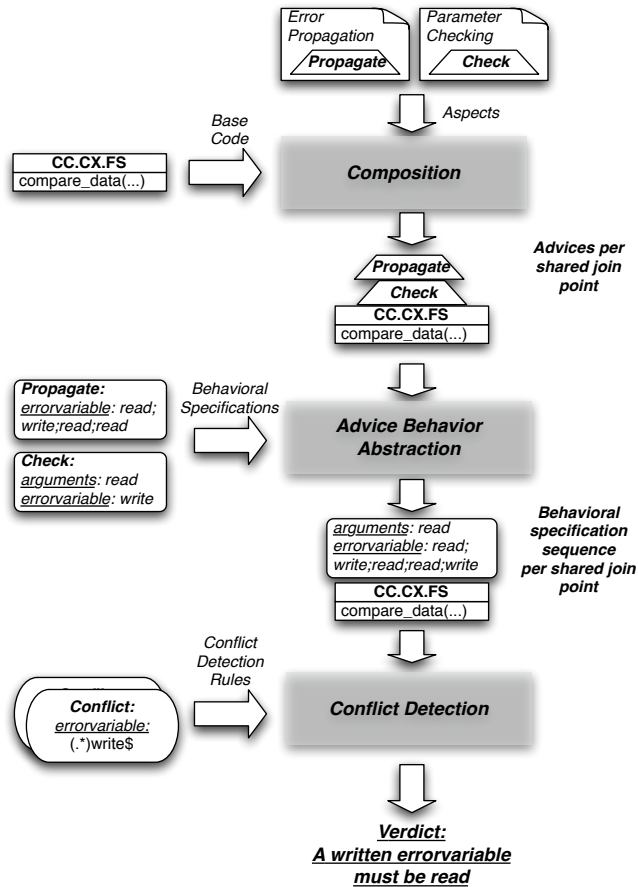 Error
Propagation
Propagate
Parameter
Checking
Check
Aspects
Base
Code
CC.CX.FS
compare_data(...)
Composition
Advices per
shared join
point
Propagate
Check
CC.CX.FS
compare_data(...)
Propagate:
errorvariable: read;
write;read;read
Check:
arguments: read
errorvariable: write
Behavioral
Specifications
Advice Behavior
Abstraction
Behavioral
specification
sequence
per shared join
point
arguments: read
errorvariable: read;
write;read;read;write
CC.CX.FS
compare_data(...)
Conflict
Detection
Rules
Conflict:
errorvariable:
(.*)write$
Conflict Detection
Verdict:
A written errorvariable
must be read